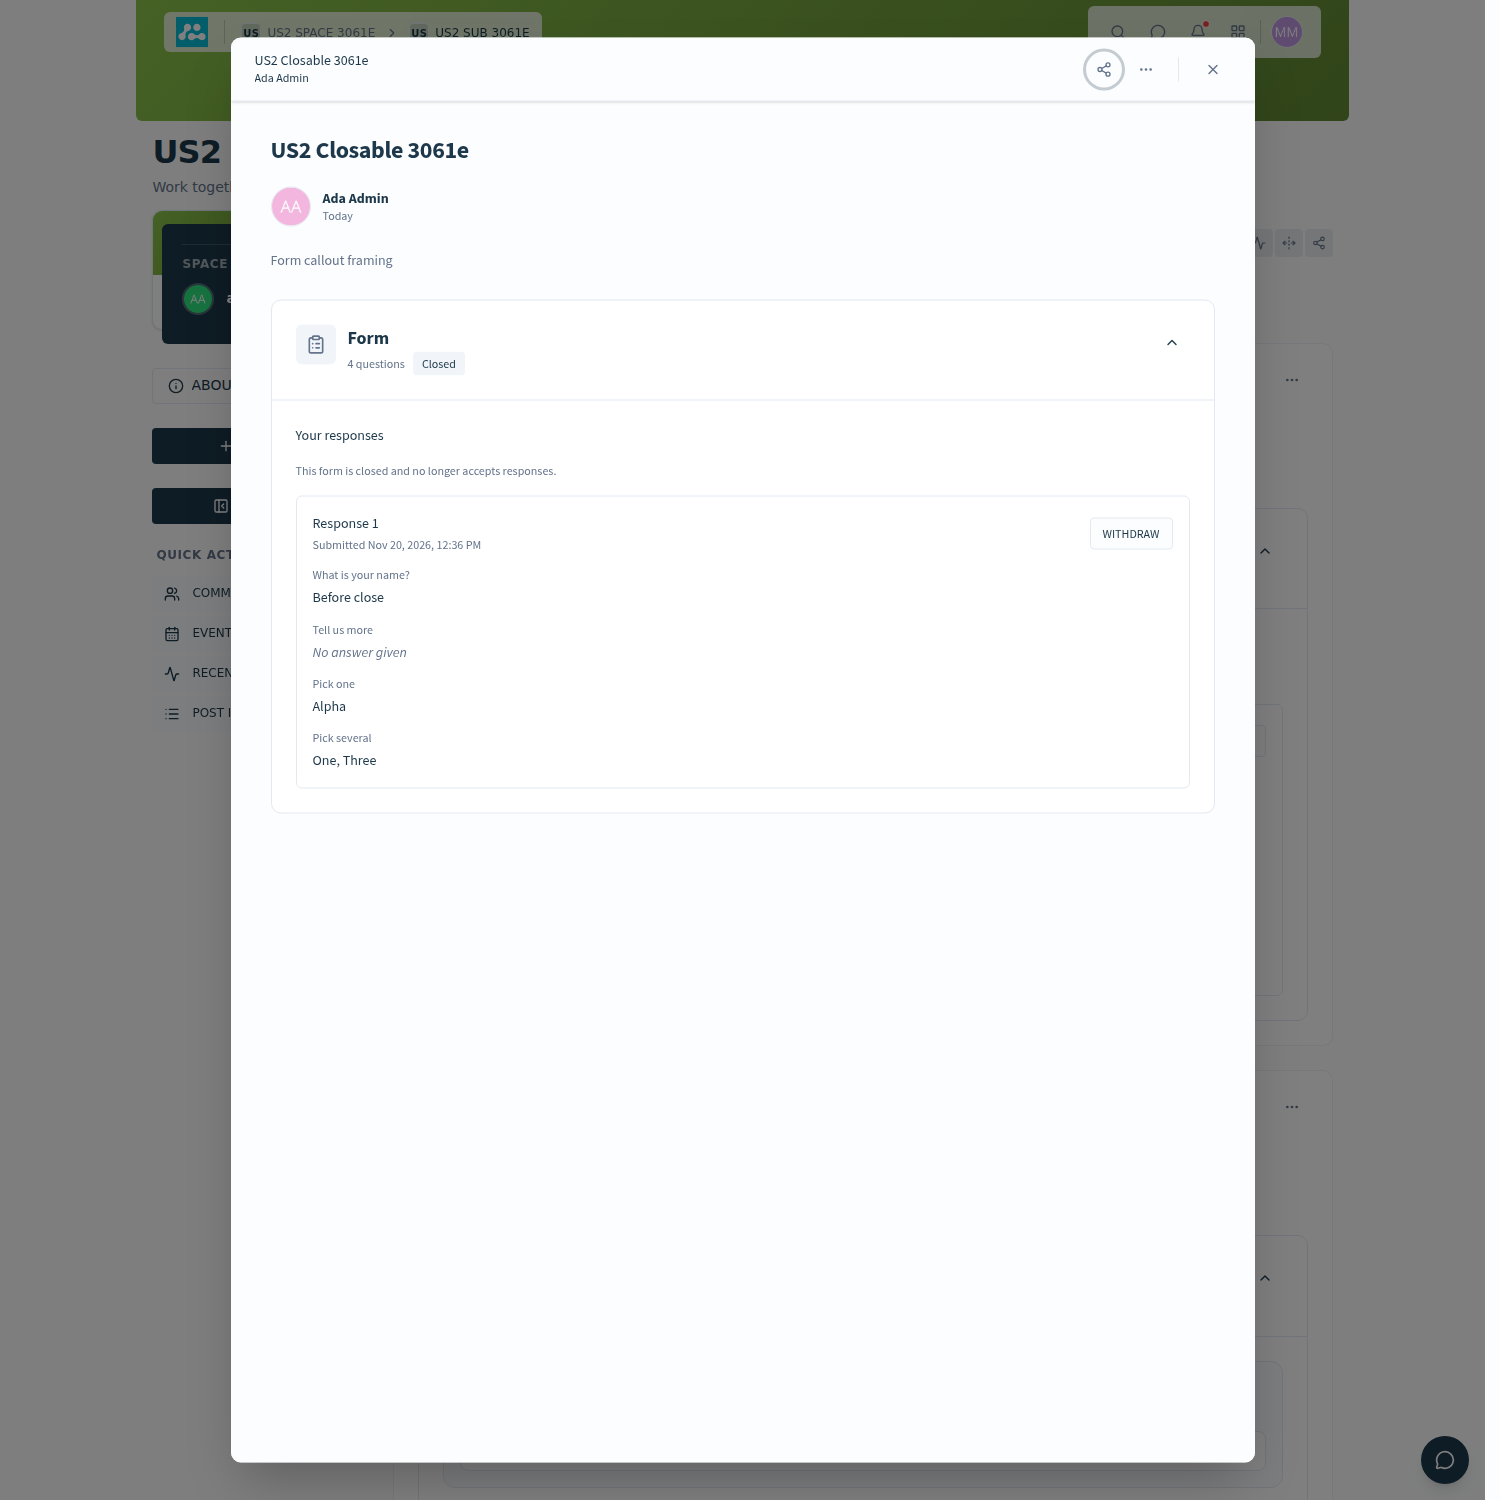 US US2 SPACE 3061E > US US2 SUB 3061E
MM
US2 Closable 3061e
Ada Admin
US2
US2 Closable 3061e
AA
Ada Admin
Today
Form callout framing
SPACE
AA
Form
4 questions
Closed
ABOU
Your responses
This form is closed and no longer accepts responses.
Response 1
Submitted Nov 20, 2026, 12:36 PM
WITHDRAW
What is your name?
Before close
Tell us more
No answer given
Pick one
Alpha
Pick several
One, Three
QUICK ACT
COMM
EVENT
RECEN
POST